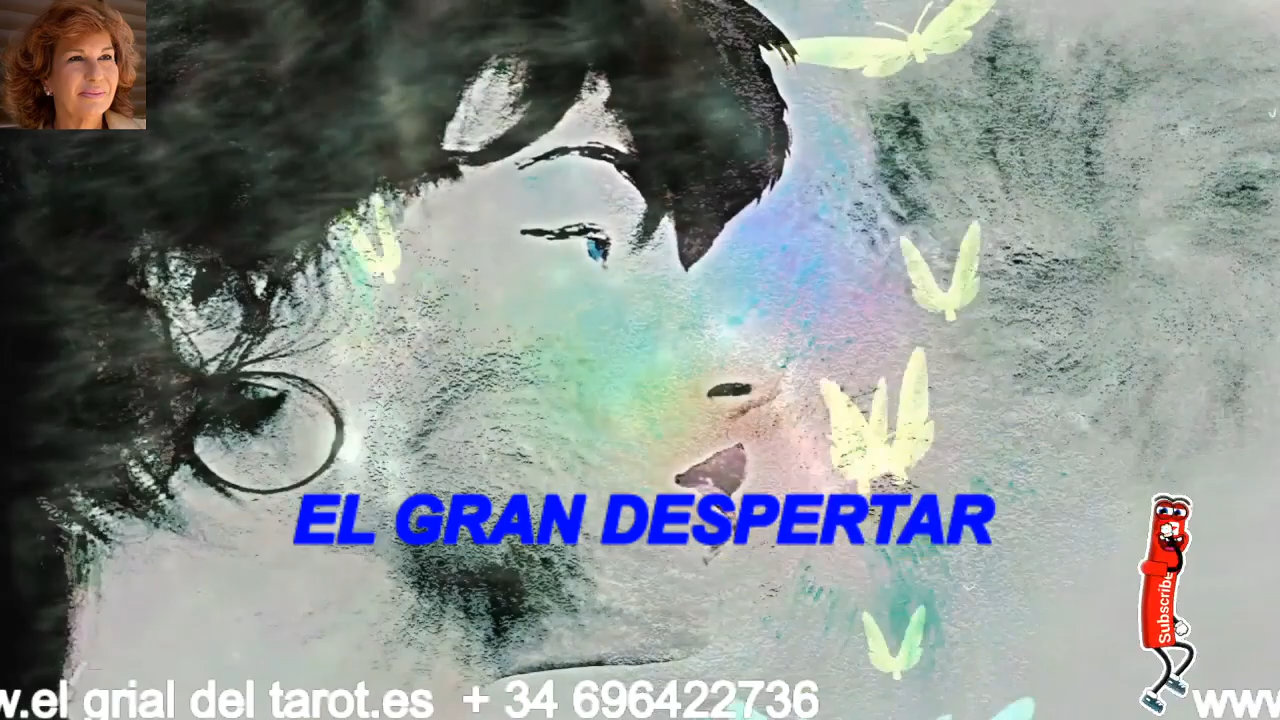 EL GRAN DESPERTAR
Subscribe
w.el grial del tarot.es + 34 696422736 www